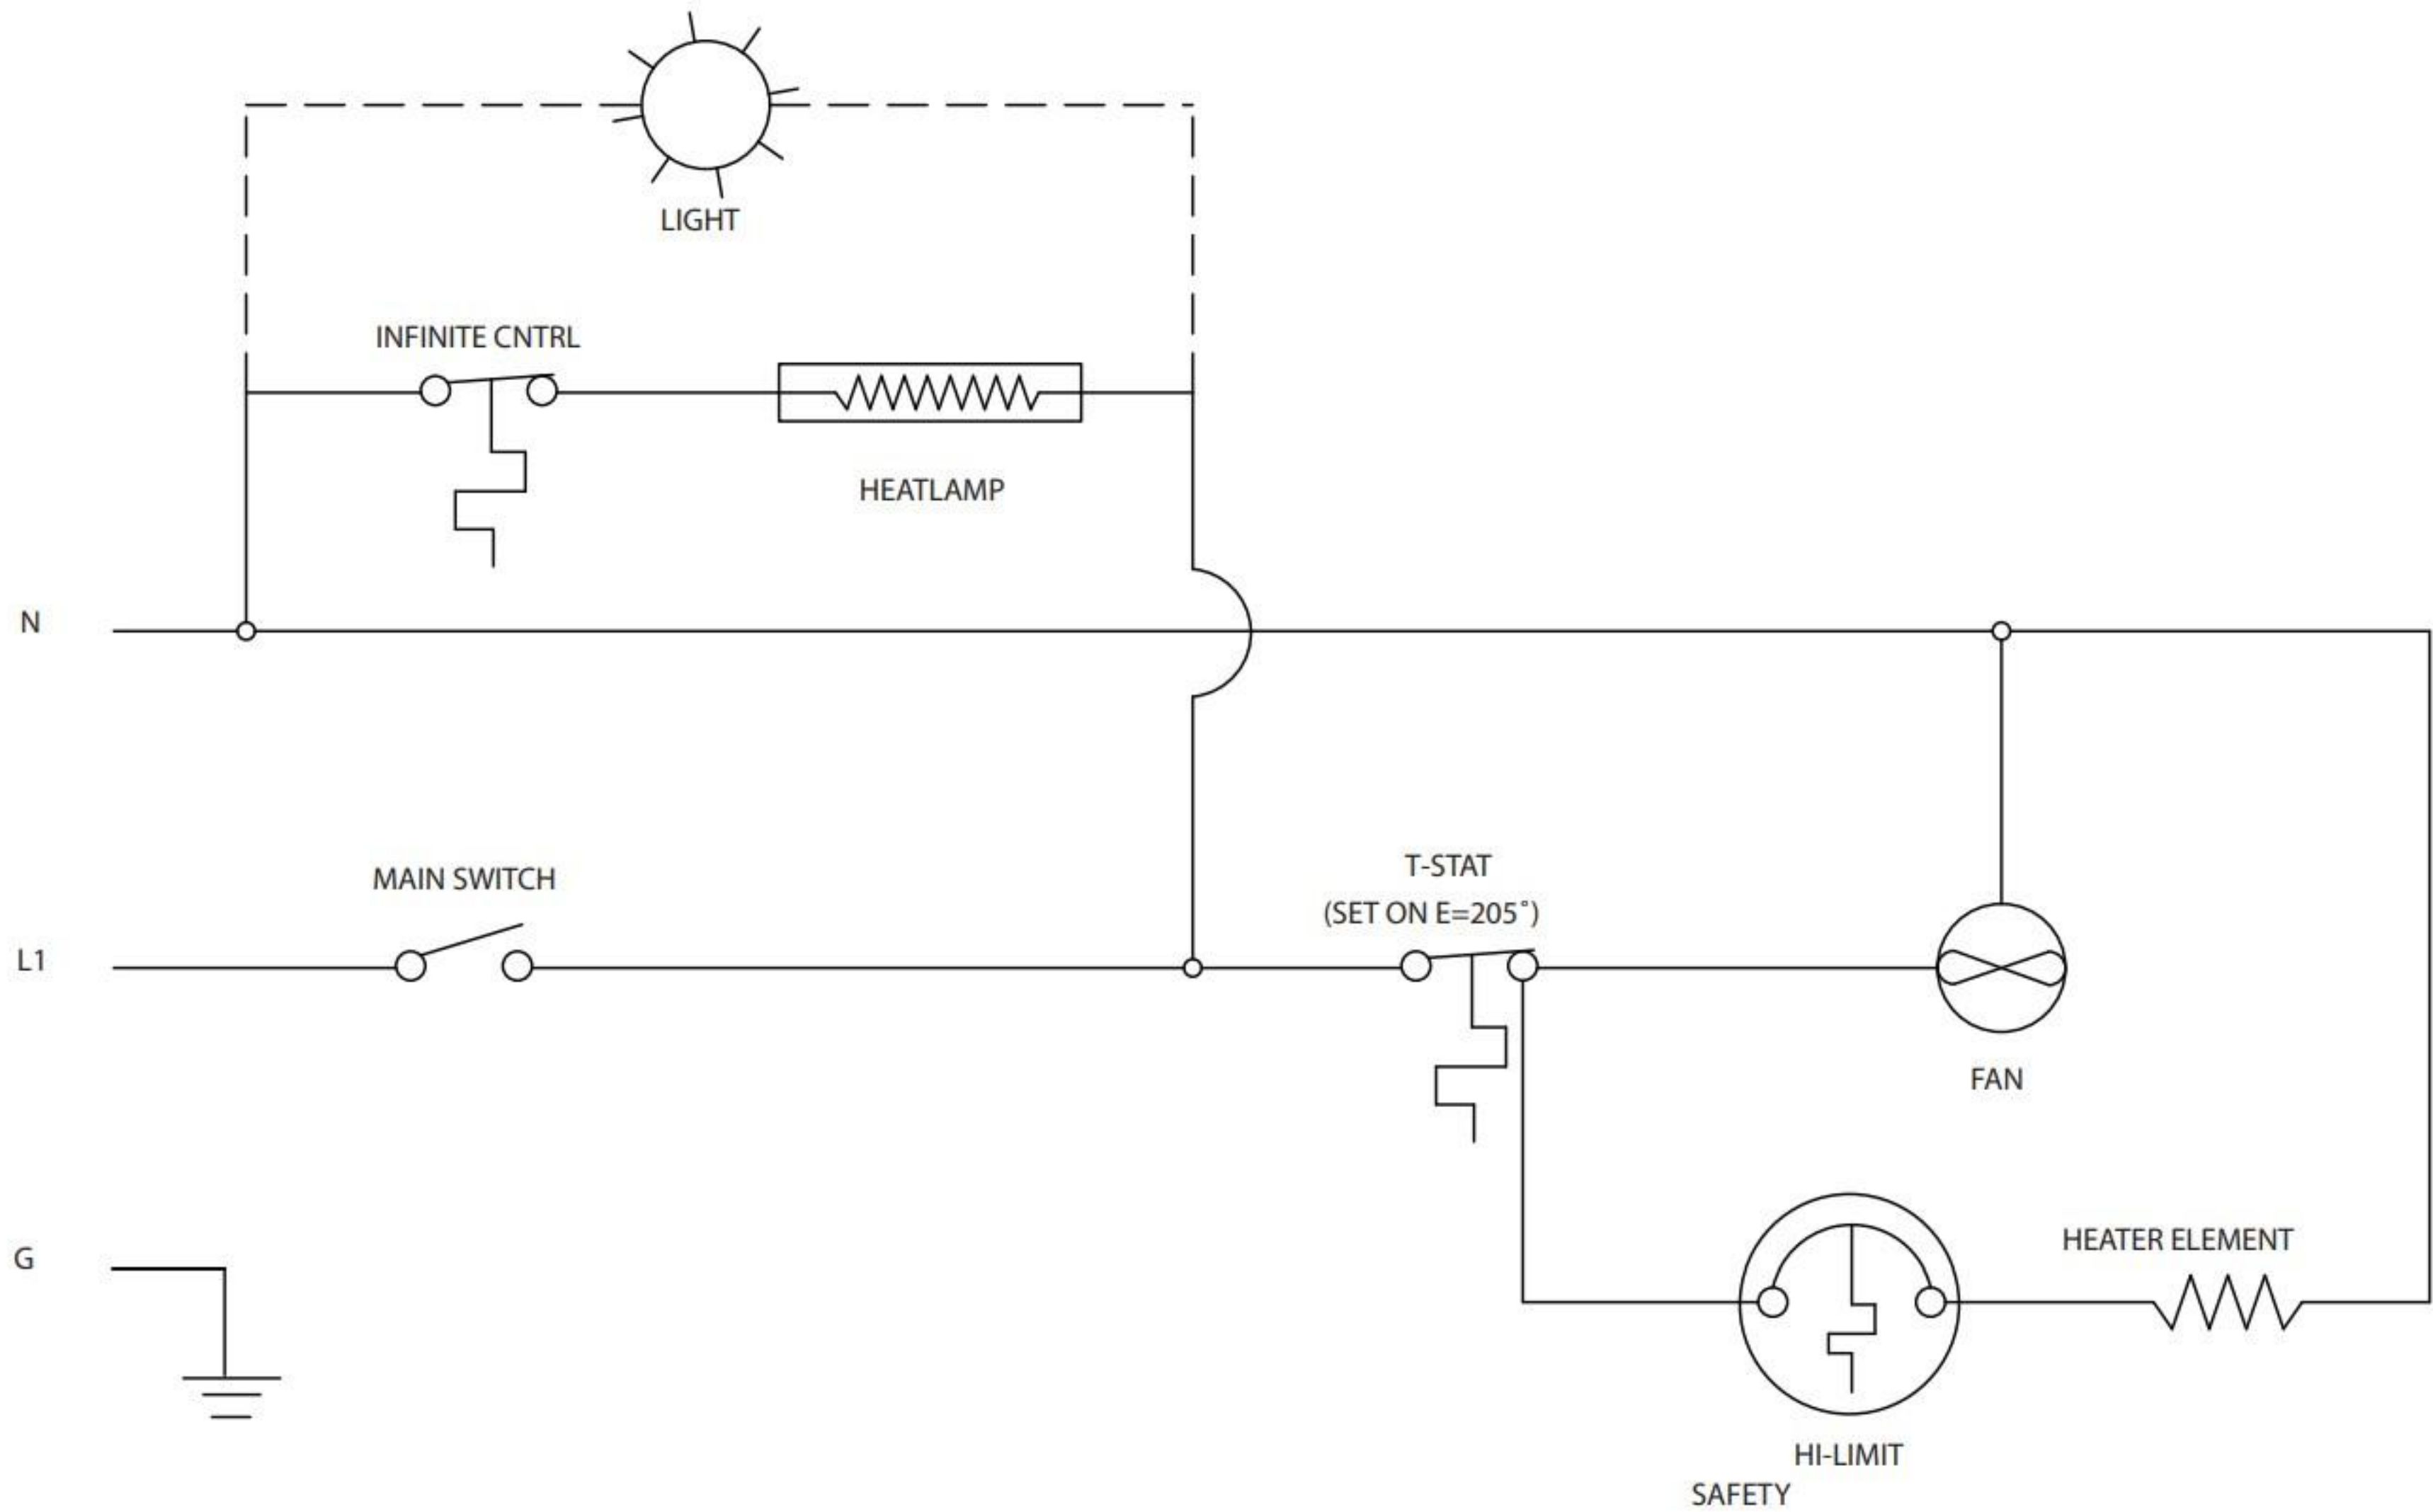 LIGHT
INFINITE CNTRL
HEATLAMP
N
MAIN SWITCH
T-STAT
(SET ON E=205˚)
L1
FAN
G
HEATER ELEMENT
HI-LIMIT
SAFETY